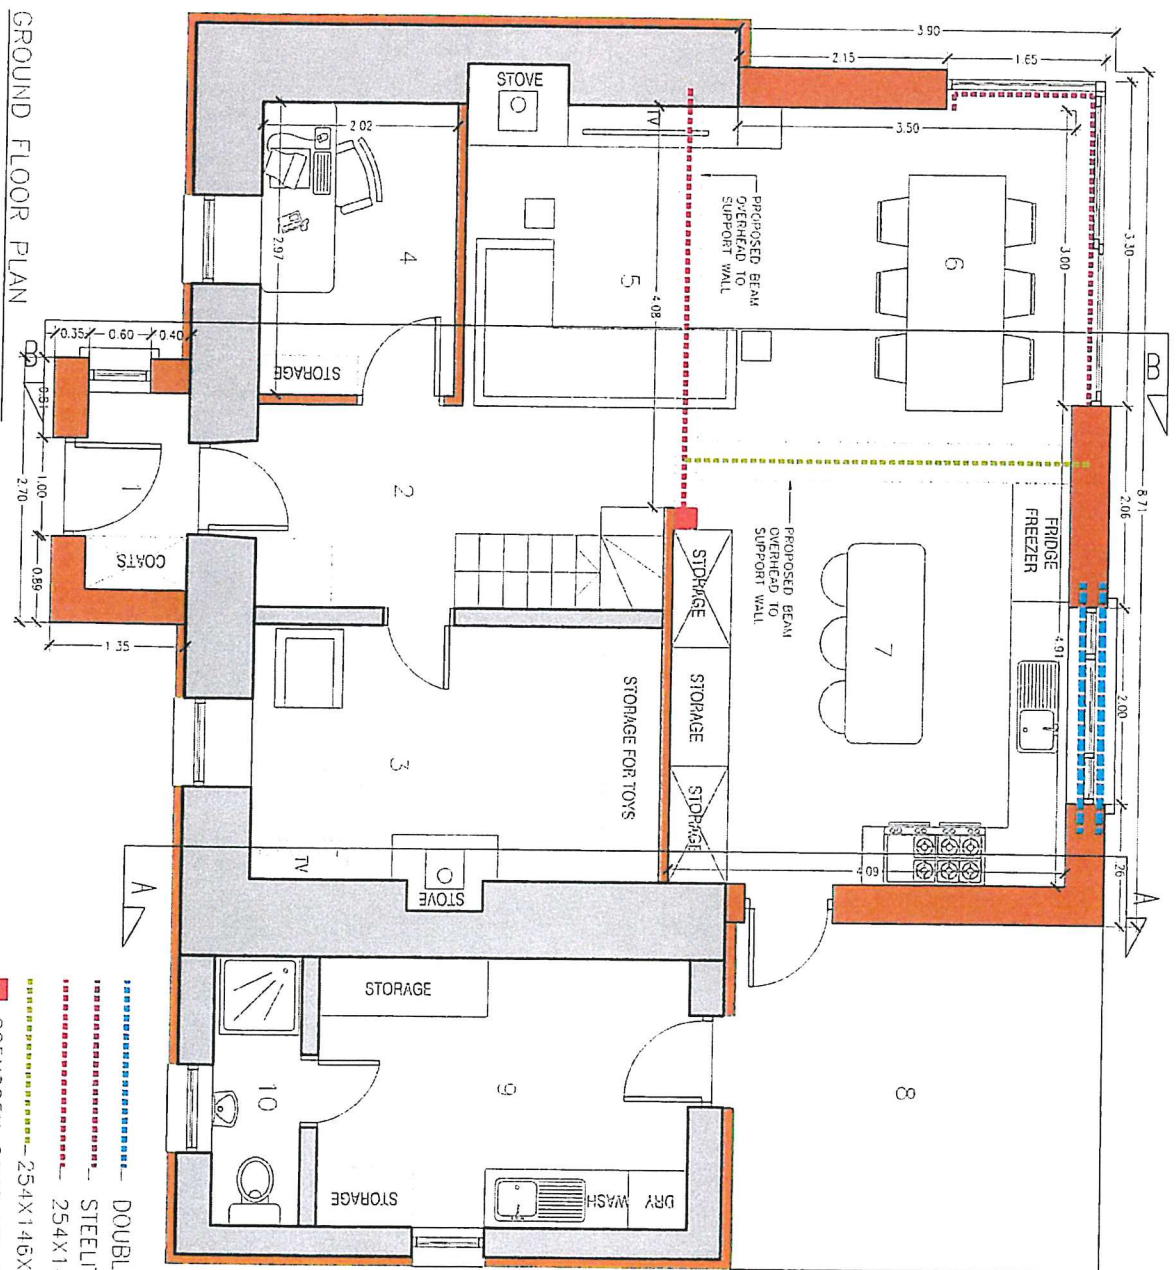 GROUND FLOOR PLAN
3.90
2.15
1.65
3.30
3.50
3.00
8.71
2.06
2.00
4.91
4.09
4.08
2.02
2.97
0.35
0.60
0.40
0.81
1.00
0.89
2.70
1.35
.26
STOVE
TV
PROPOSED BEAM
OVERHEAD TO
SUPPORT WALL
PROPOSED BEAM
OVERHEAD TO
SUPPORT WALL
FRIDGE
FREEZER
STORAGE
STORAGE
STORAGE
STORAGE FOR TOYS
STORAGE
COATS
TV
STOVE
STORAGE
STORAGE
WASH
DRY
1
2
3
4
5
6
7
8
9
10
B
B
A
A
DOUBL
STEELI
254X1
254X146X